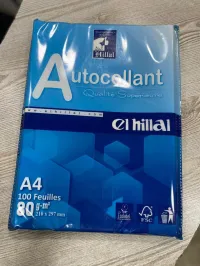 el hillal
Autocollant
Qualité Supérieure
el hillal
A4
100 Feuilles
80 g-m²
210 x 297 mm
FSC